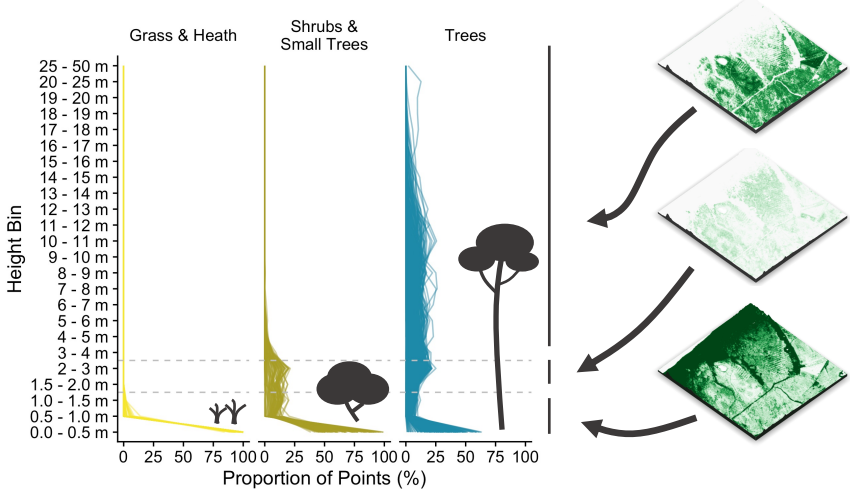 Grass & Heath
Shrubs &
Small Trees
Trees
Height Bin
25 - 50 m
20 - 25 m
19 - 20 m
18 - 19 m
17 - 18 m
16 - 17 m
15 - 16 m
14 - 15 m
13 - 14 m
12 - 13 m
11 - 12 m
10 - 11 m
9 - 10 m
8 - 9 m
7 - 8 m
6 - 7 m
5 - 6 m
4 - 5 m
3 - 4 m
2 - 3 m
1.5 - 2.0 m
1.0 - 1.5 m
0.5 - 1.0 m
0.0 - 0.5 m
0 25 50 75 100 0 25 50 75 100 0 25 50 75 100
Proportion of Points (%)